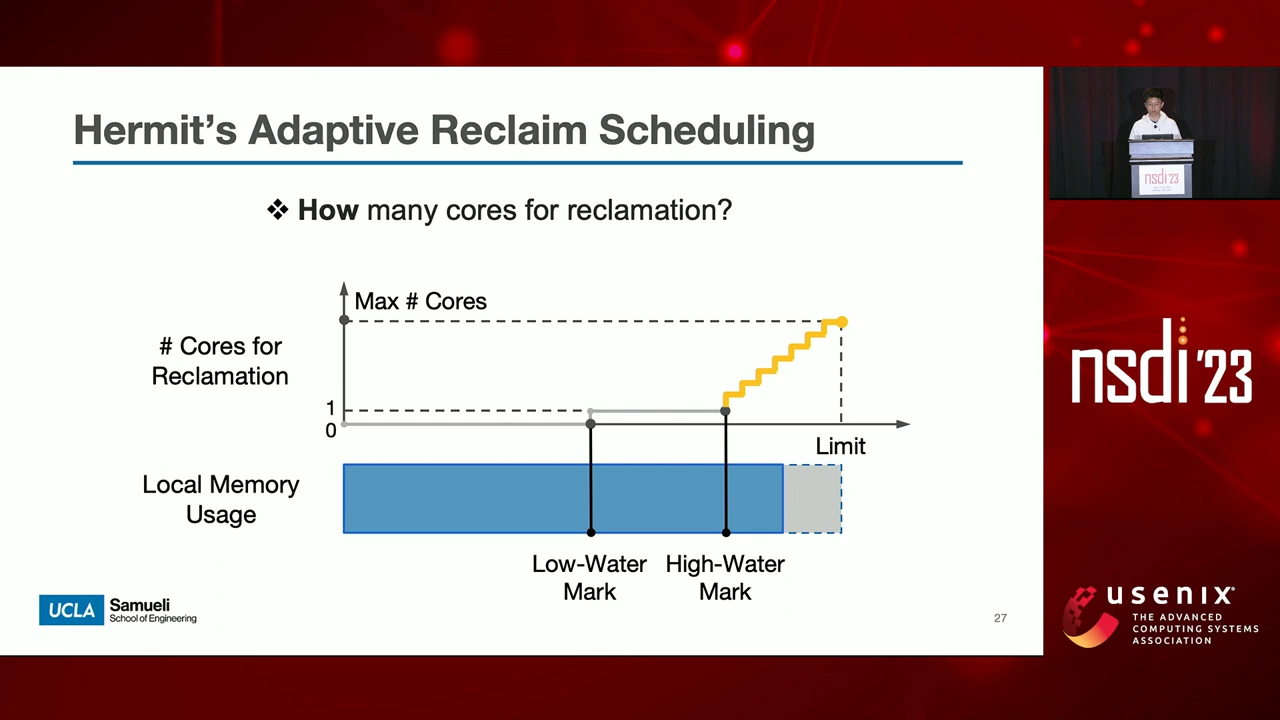 Hermit's Adaptive Reclaim Scheduling
❖ How many cores for reclamation?
Max # Cores
# Cores for
Reclamation
1
0
Limit
Local Memory
Usage
Low-Water
Mark
High-Water
Mark
UCLA
Samueli
School of Engineering
27
nsdi'23
nsdi'23
usenix
THE ADVANCED
COMPUTING SYSTEMS
ASSOCIATION